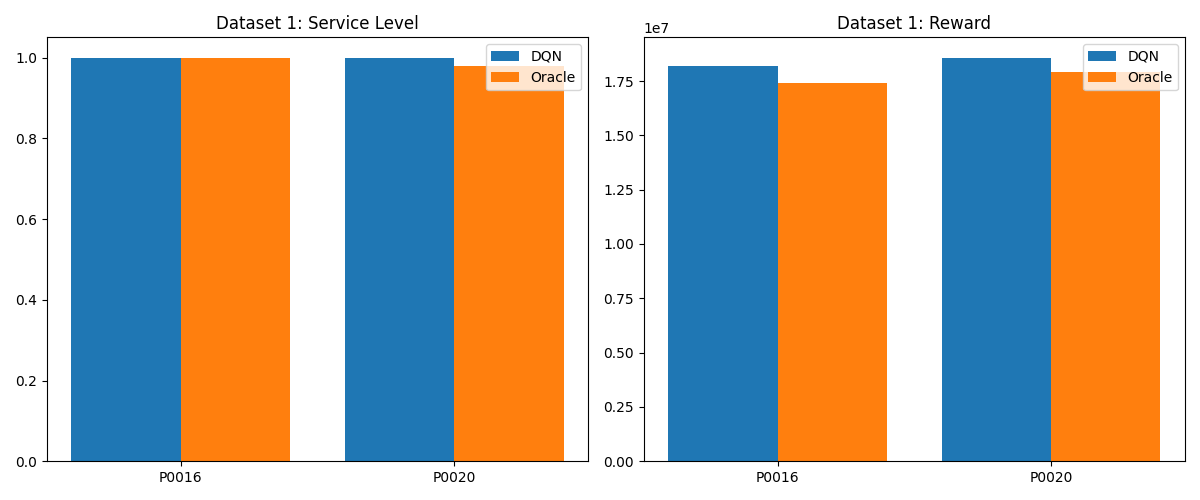 Dataset 1: Service Level
DQN
Oracle
1.0
0.8
0.6
0.4
0.2
0.0
P0016
P0020
Dataset 1: Reward
1e7
DQN
Oracle
1.75
1.50
1.25
1.00
0.75
0.50
0.25
0.00
P0016
P0020